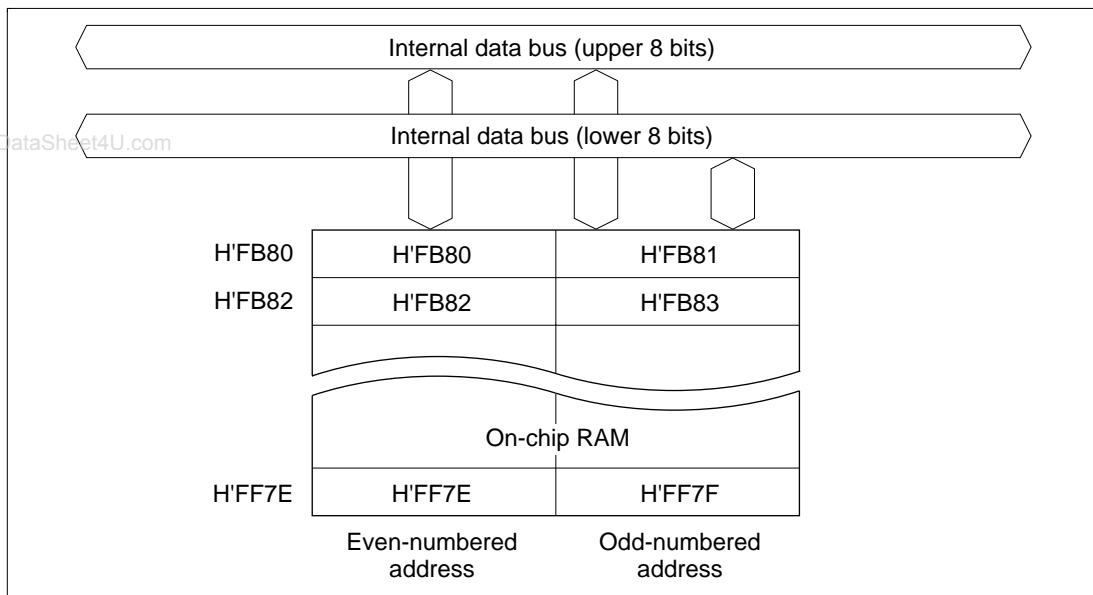 Internal data bus (upper 8 bits)
Internal data bus (lower 8 bits)
DataSheet4U.com
H'FB80 H'FB80 H'FB81
H'FB82 H'FB82 H'FB83
On-chip RAM
H'FF7E H'FF7E H'FF7F
Even-numbered address
Odd-numbered address